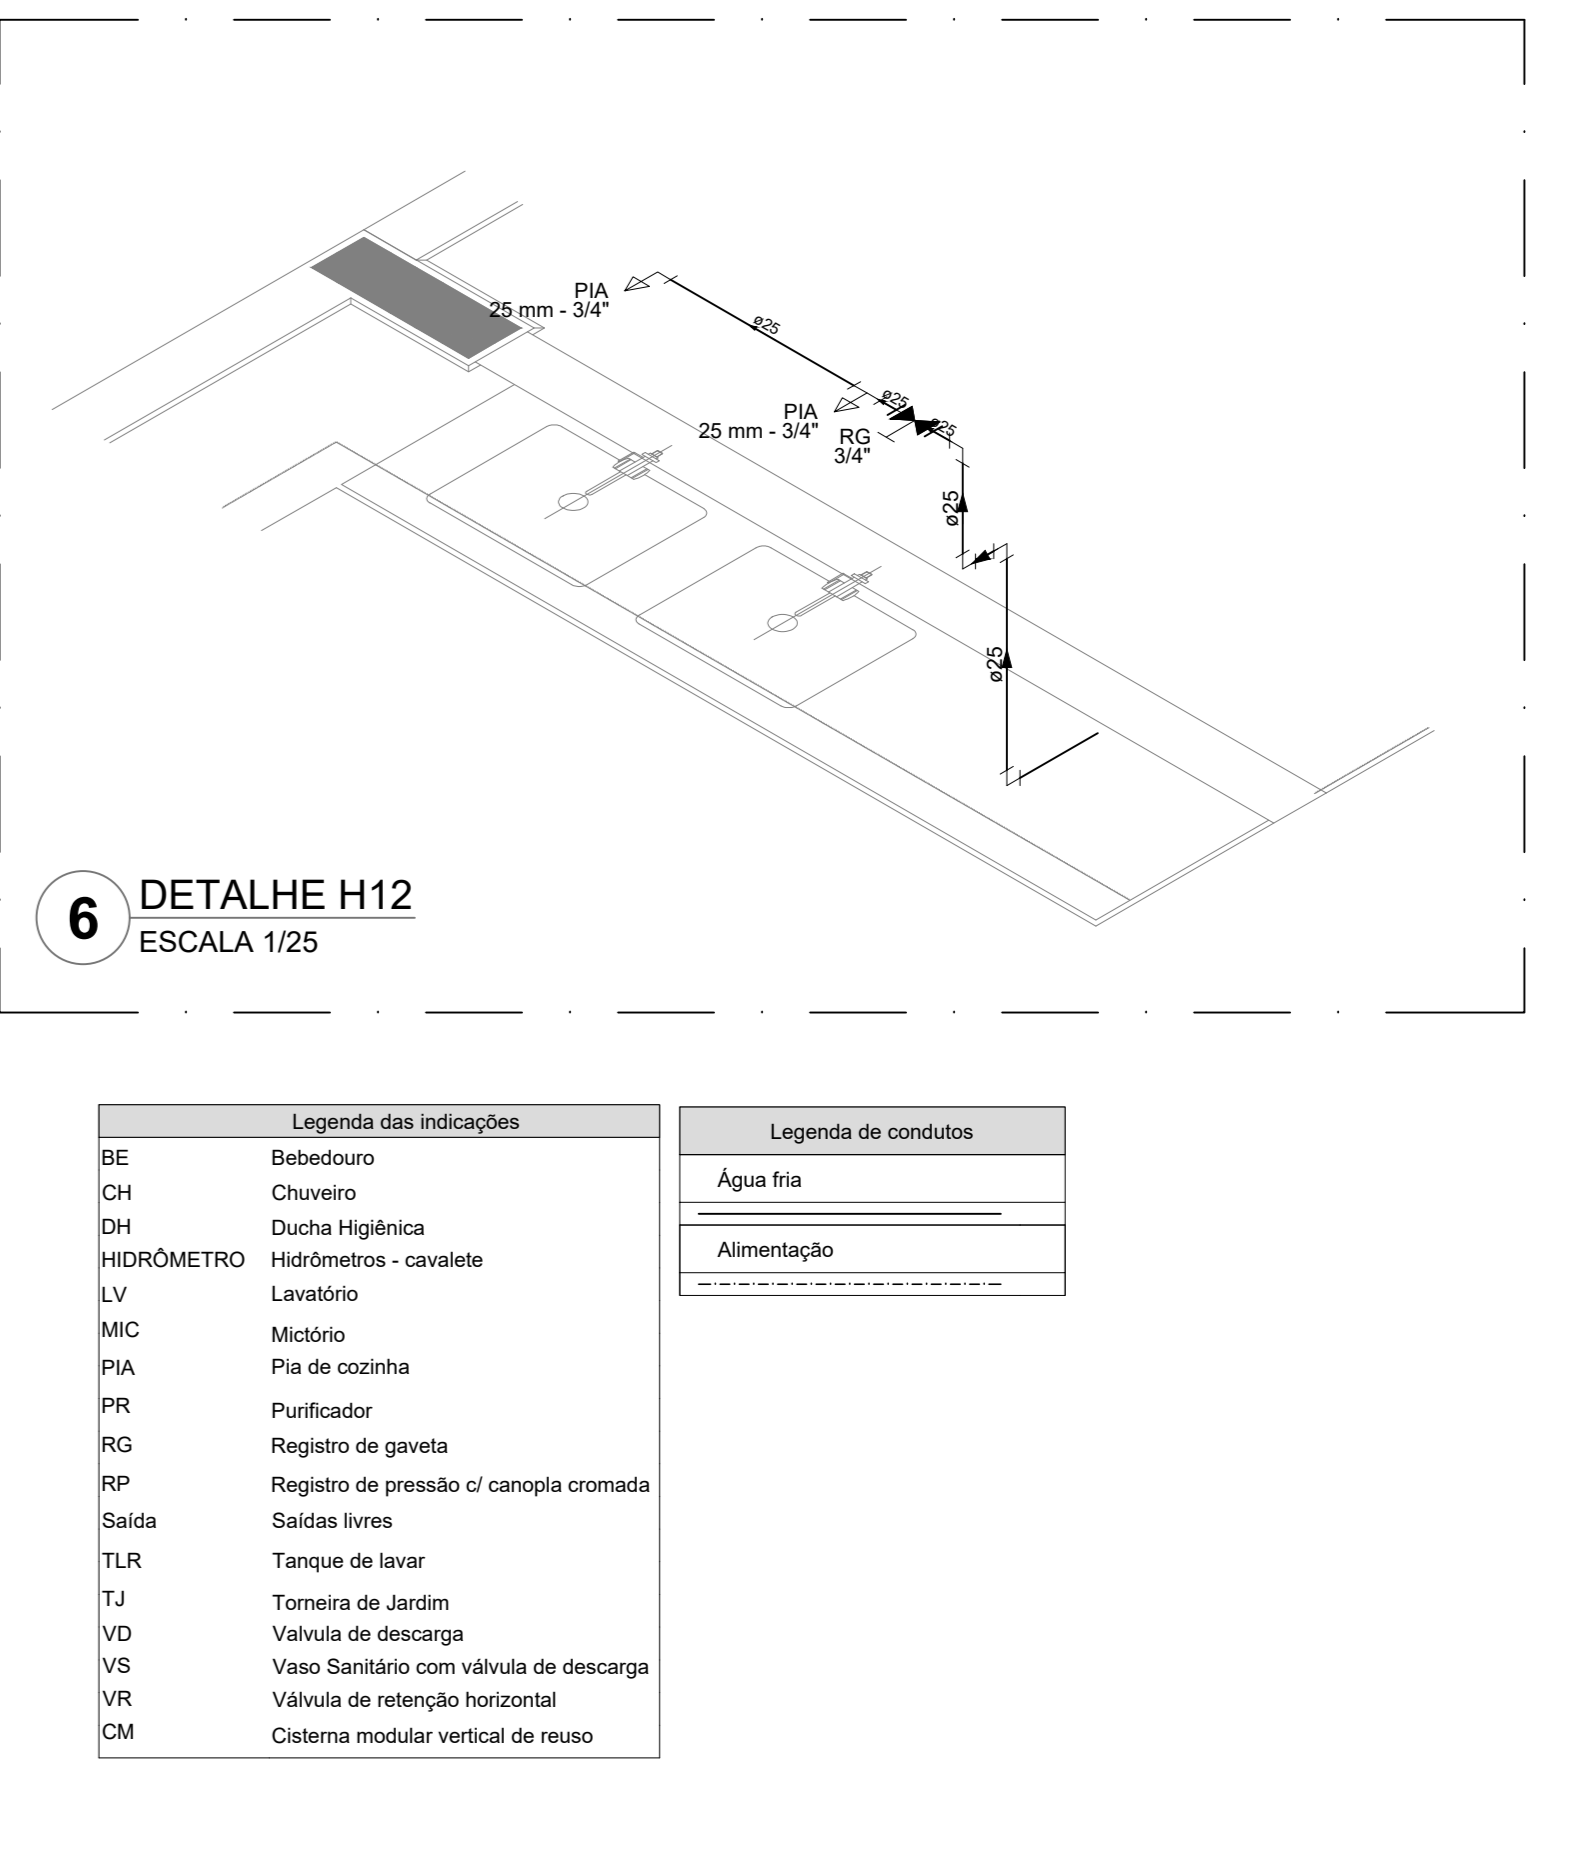 PIA
25 mm - 3/4"
ø25
PIA
25 mm - 3/4"
ø25
ø25
RG
3/4"
ø25
ø25
6
DETALHE H12
ESCALA 1/25
Legenda das indicações
BE Bebedouro
CH Chuveiro
DH Ducha Higiênica
HIDRÔMETRO Hidrômetros - cavalete
LV Lavatório
MIC Mictório
PIA Pia de cozinha
PR Purificador
RG Registro de gaveta
RP Registro de pressão c/ canopla cromada
Saída Saídas livres
TLR Tanque de lavar
TJ Torneira de Jardim
VD Valvula de descarga
VS Vaso Sanitário com válvula de descarga
VR Válvula de retenção horizontal
CM Cisterna modular vertical de reuso
Legenda de condutos
Água fria
Alimentação